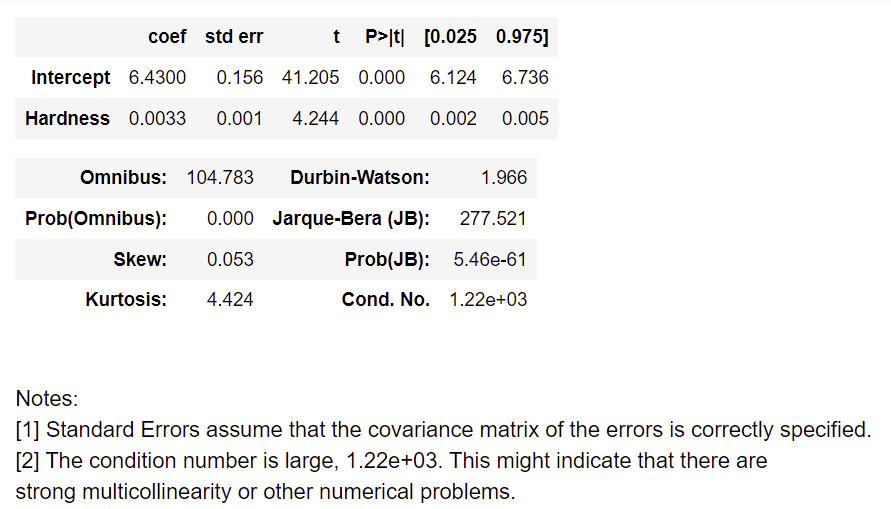 coef std err t P>|t| [0.025 0.975]
Intercept 6.4300 0.156 41.205 0.000 6.124 6.736
Hardness 0.0033 0.001 4.244 0.000 0.002 0.005
Omnibus: 104.783 Durbin-Watson: 1.966
Prob(Omnibus): 0.000 Jarque-Bera (JB): 277.521
Skew: 0.053 Prob(JB): 5.46e-61
Kurtosis: 4.424 Cond. No. 1.22e+03
Notes:
[1] Standard Errors assume that the covariance matrix of the errors is correctly specified.
[2] The condition number is large, 1.22e+03. This might indicate that there are
strong multicollinearity or other numerical problems.